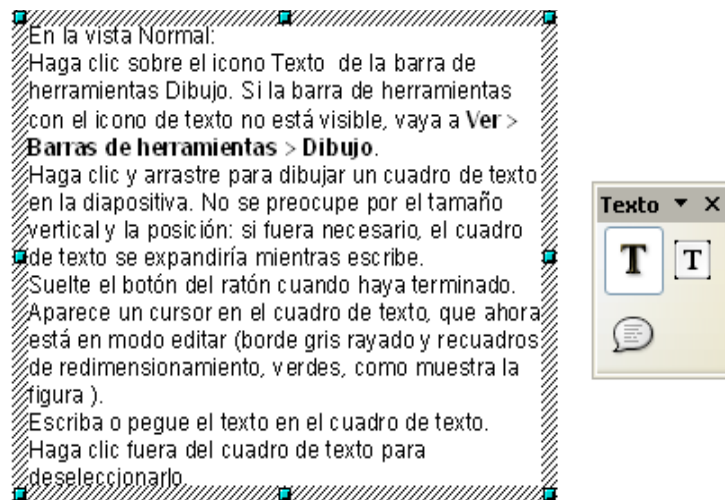 En la vista Normal:
Haga clic sobre el icono Texto  de la barra de
herramientas Dibujo. Si la barra de herramientas
con el icono de texto no está visible, vaya a Ver >
Barras de herramientas > Dibujo.
Haga clic y arrastre para dibujar un cuadro de texto
en la diapositiva. No se preocupe por el tamaño
vertical y la posición: si fuera necesario, el cuadro
de texto se expandiría mientras escribe.
Suelte el botón del ratón cuando haya terminado.
Aparece un cursor en el cuadro de texto, que ahora
está en modo editar (borde gris rayado y recuadros
de redimensionamiento, verdes, como muestra la
figura ).
Escriba o pegue el texto en el cuadro de texto.
Haga clic fuera del cuadro de texto para
deseleccionarlo.
Texto
T T